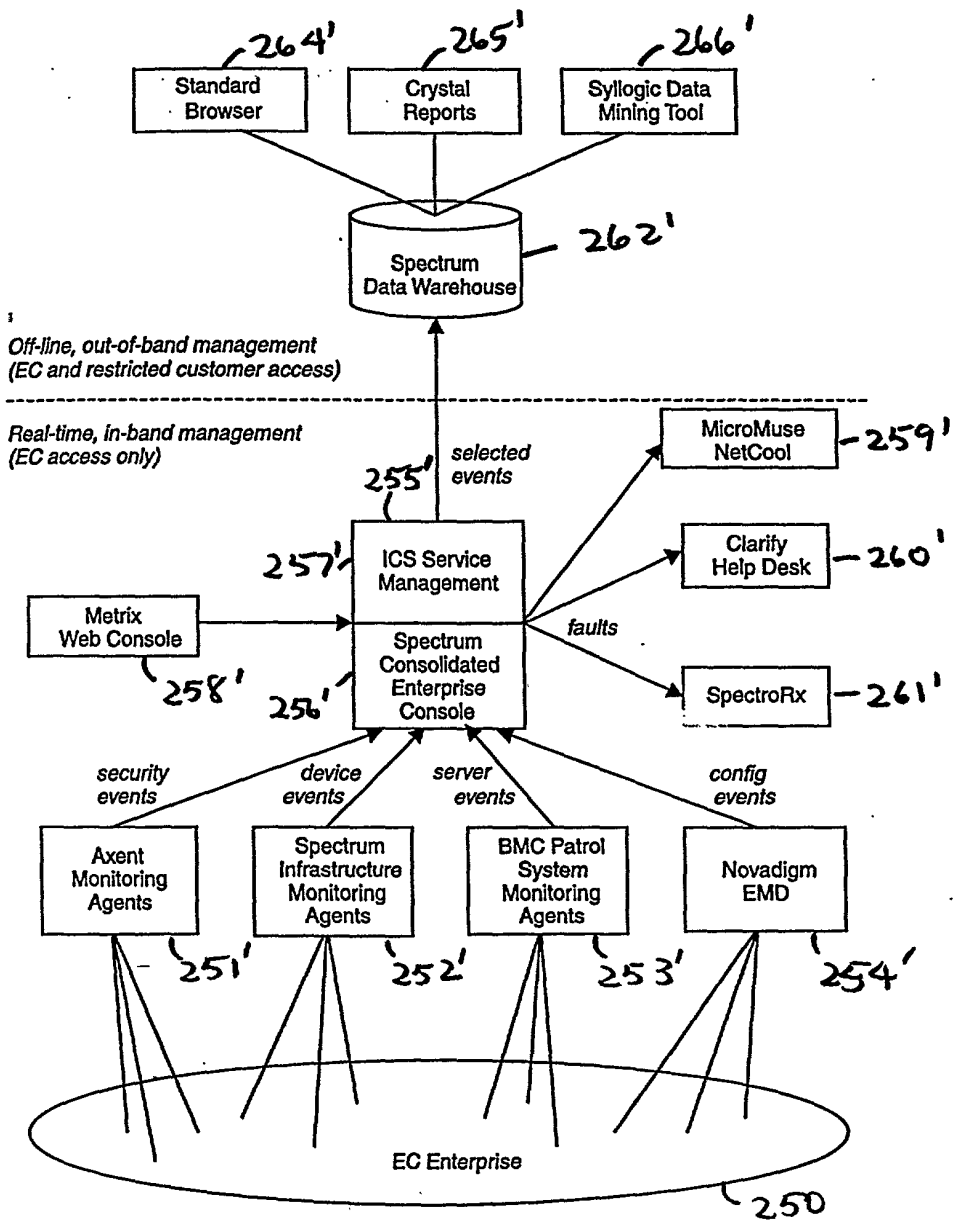 264'
265'
266'
Standard
Browser
Crystal
Reports
Syllogic Data
Mining Tool
262'
Spectrum
Data Warehouse
Off-line, out-of-band management
(EC and restricted customer access)
Real-time, in-band management
(EC access only)
selected
events
MicroMuse
NetCool
259'
255'
257'
ICS Service
Management
Clarify
Help Desk
260'
Metrix
Web Console
258'
faults
256'
Spectrum
Consolidated
Enterprise
Console
SpectroRx
261'
security
events
device
events
server
events
config
events
Axent
Monitoring
Agents
Spectrum
Infrastructure
Monitoring
Agents
BMC Patrol
System
Monitoring
Agents
Novadigm
EMD
251'
252'
253'
254'
EC Enterprise
250